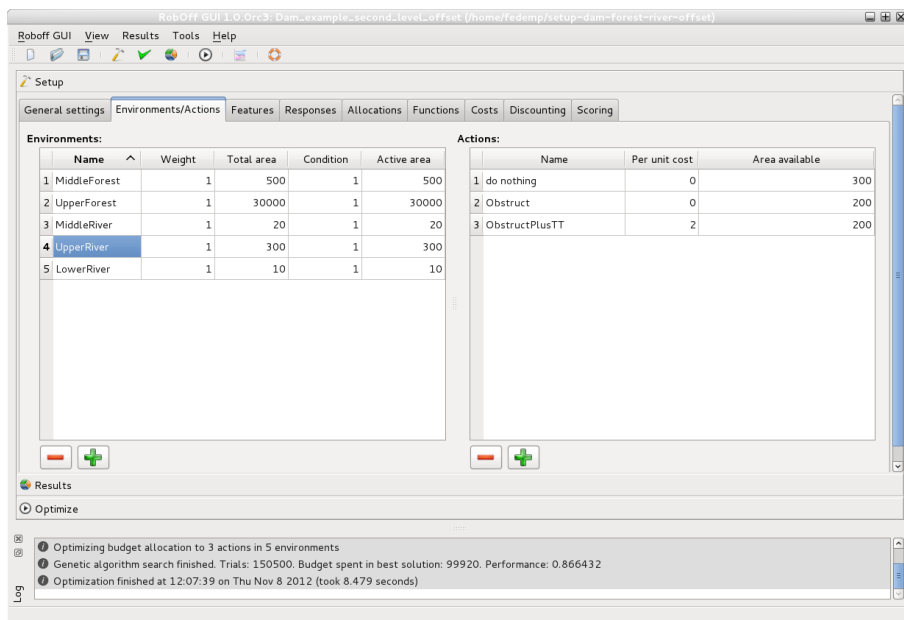 RobOff GUI 1.0.0rc3: Dam_example_second_level_offset (/home/fedemp/setup-dam-forest-river-offset)
Roboff GUI View Results Tools Help
Setup
General settings Environments/Actions Features Responses Allocations Functions Costs Discounting Scoring
Environments: Actions:
Name Weight Total area Condition Active area Name Per unit cost Area available
1 MiddleForest 1 500 1 500 1 do nothing 0 300
2 UpperForest 1 30000 1 30000 2 Obstruct 0 200
3 MiddleRiver 1 20 1 20 3 ObstructPlusTT 2 200
4 UpperRiver 1 300 1 300
5 LowerRiver 1 10 1 10
Results
Optimize
Optimizing budget allocation to 3 actions in 5 environments
Genetic algorithm search finished. Trials: 150500. Budget spent in best solution: 99920. Performance: 0.866432
Optimization finished at 12:07:39 on Thu Nov 8 2012 (took 8.479 seconds)
Log